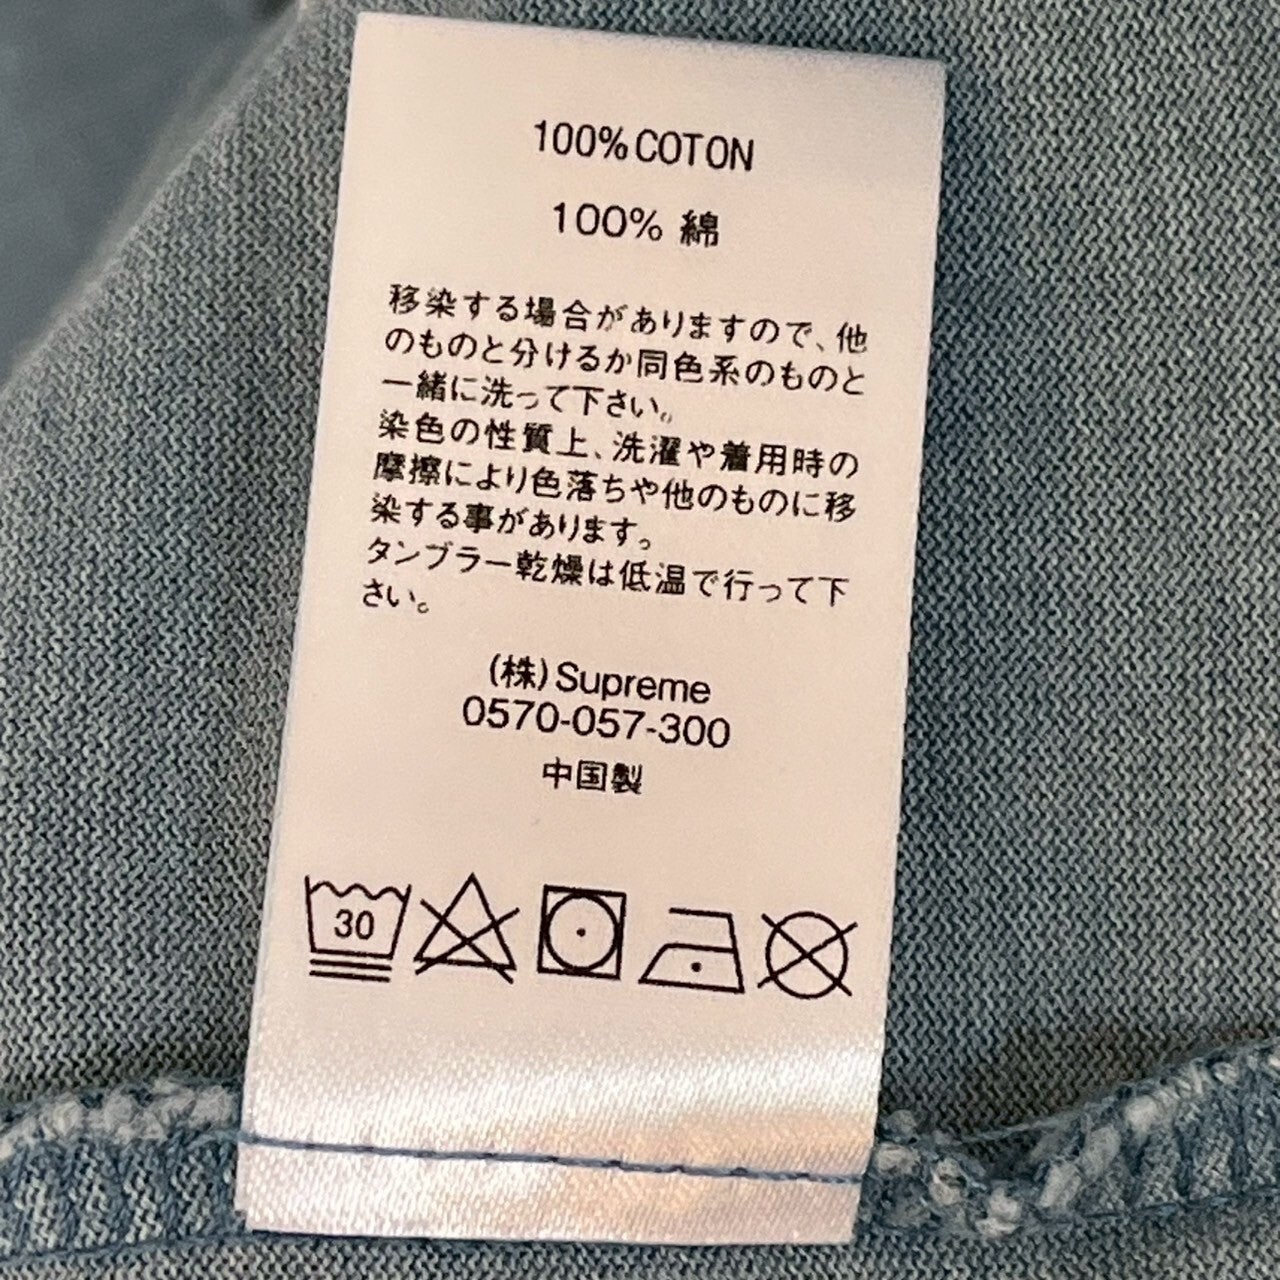 100%COTON
100% 綿
移染する場合がありますので、他
のものと分けるか同色系のものと
一緒に洗って下さい。
染色の性質上、洗濯や着用時の
摩擦により色落ちや他のものに移
染する事があります。
タンブラー乾燥は低温で行って下
さい。
(株)Supreme
0570-057-300
中国製
30